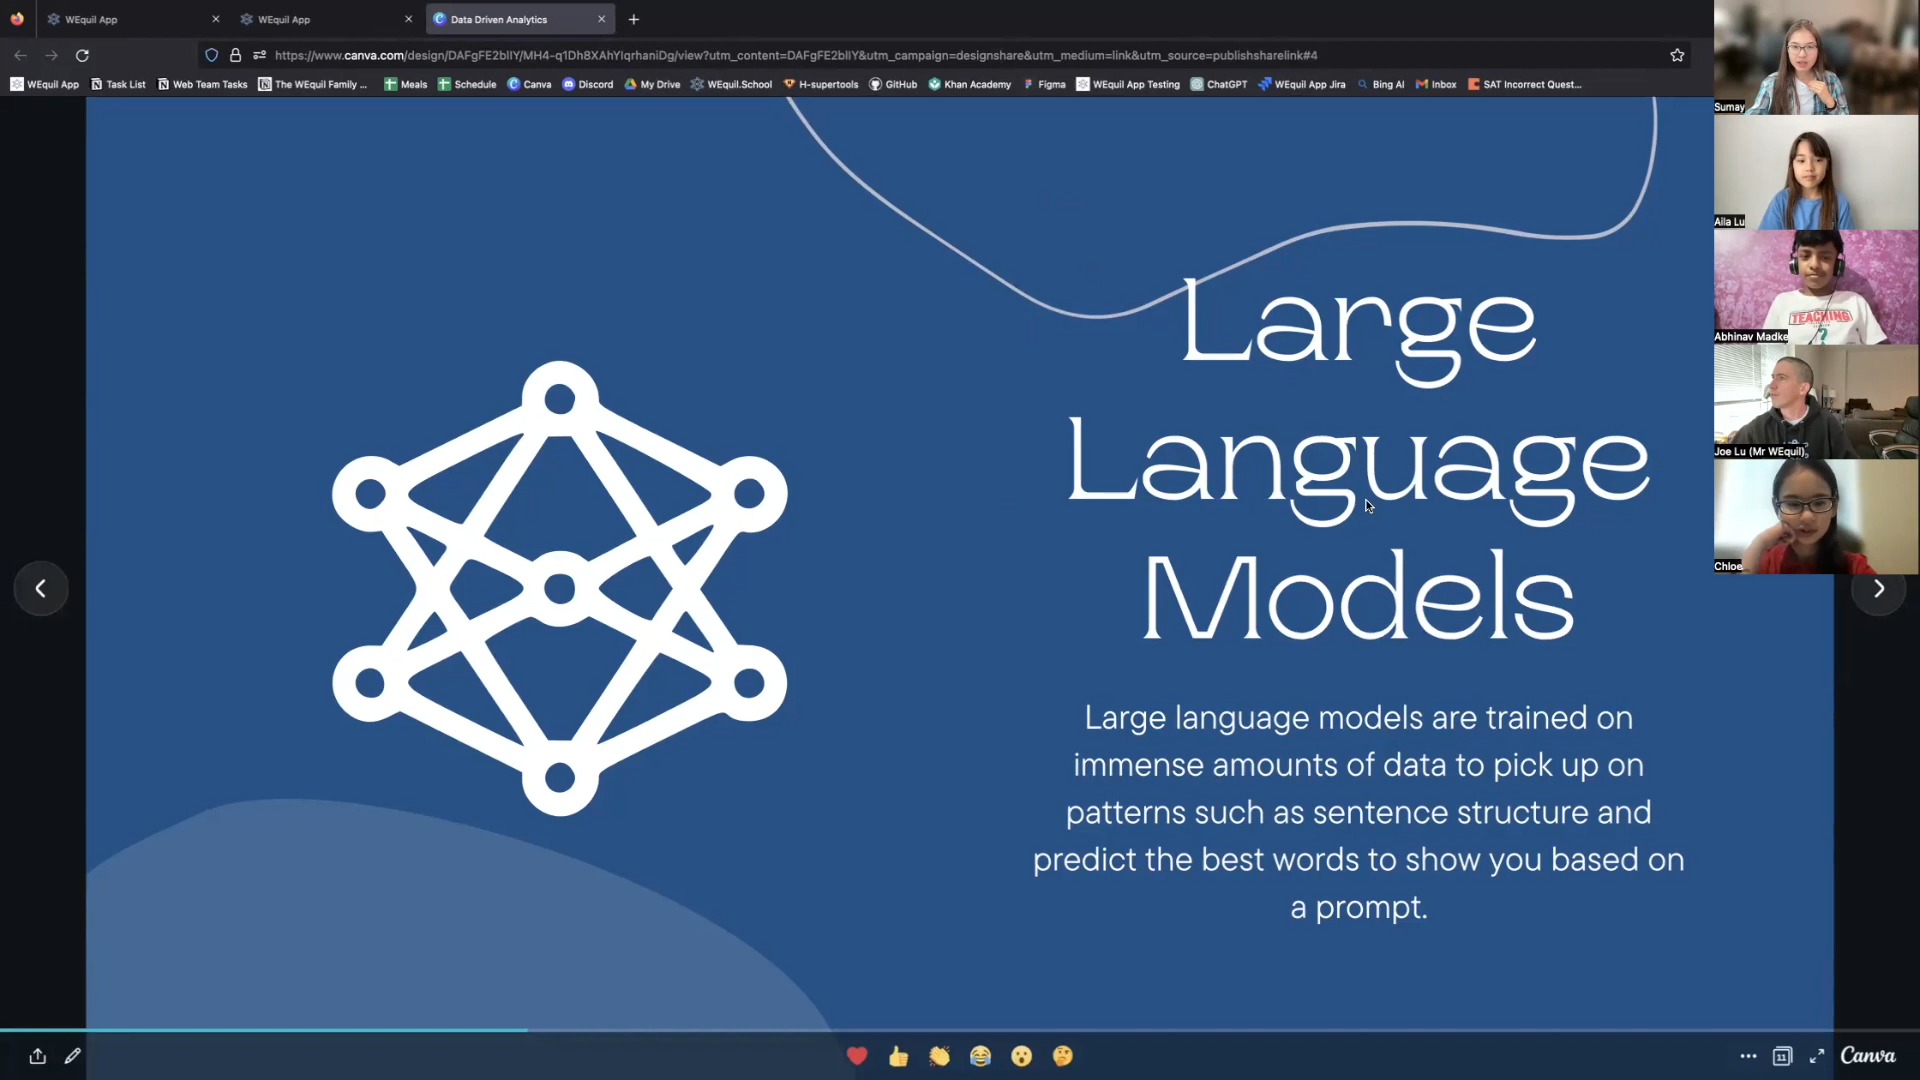 WEquil App
WEquil App
Data Driven Analytics
https://www.canva.com/design/DAFgFE2bIIY/MH4-q1Dh8XAhYIqrhaniDg/view?utm_content=DAFgFE2bIIY&utm_campaign=designshare&utm_medium=link&utm_source=publishsharelink#4
WEquil App Task List Web Team Tasks The WEquil Family ... Meals Schedule Canva Discord My Drive WEquil.School H-supertools GitHub Khan Academy Figma WEquil App Testing ChatGPT WEquil App Jira Bing AI Inbox SAT Incorrect Quest...
Sumay
Aila Lu
TEACHING
?
Abhinav Madke
Joe Lu (Mr WEquil)
Chloe
Large
Language
Models
Large language models are trained on
immense amounts of data to pick up on
patterns such as sentence structure and
predict the best words to show you based on
a prompt.
11
Canva